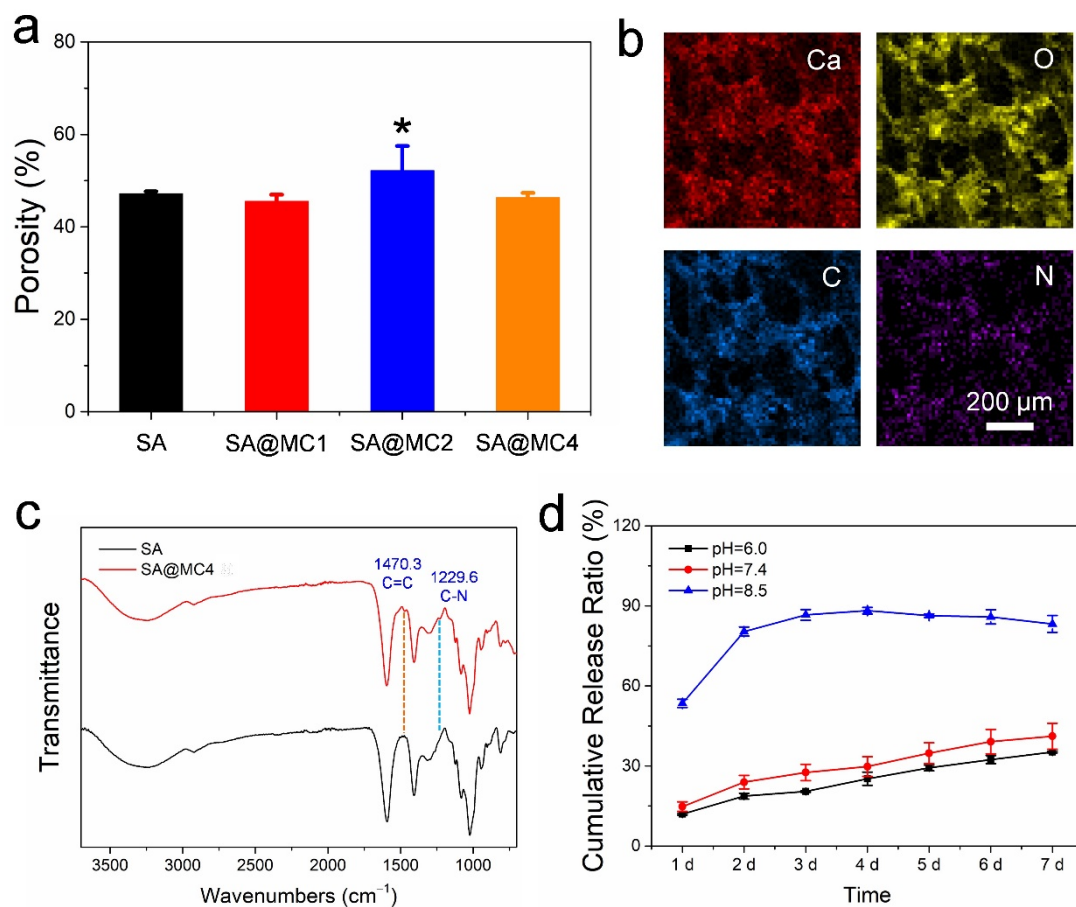 a
80
60
40
20
0
Porosity (%)
*
SA
SA@MC1
SA@MC2
SA@MC4
b
Ca
O
C
N
200 μm
c
SA
SA@MC4
1470.3
C=C
1229.6
C-N
Transmittance
3500
3000
2500
2000
1500
1000
Wavenumbers (cm⁻¹)
d
120
90
60
30
0
Cumulative Release Ratio (%)
pH=6.0
pH=7.4
pH=8.5
1 d
2 d
3 d
4 d
5 d
6 d
7 d
Time